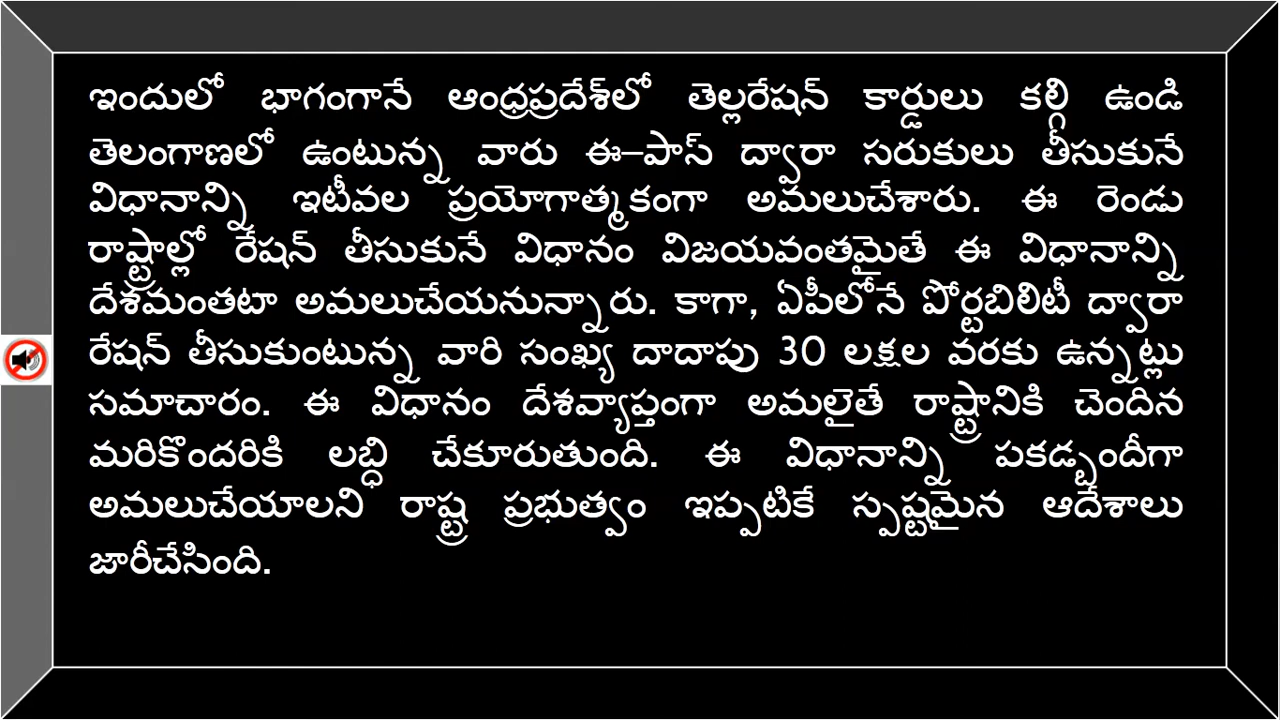 ఇందులో భాగంగానే ఆంధ్రప్రదేశ్‌లో తెల్లరేషన్ కార్డులు కల్గి ఉండి
తెలంగాణలో ఉంటున్న వారు ఈ–పాస్ ద్వారా సరుకులు తీసుకునే
విధానాన్ని ఇటీవల ప్రయోగాత్మకంగా అమలుచేశారు. ఈ రెండు
రాష్ట్రాల్లో రేషన్ తీసుకునే విధానం విజయవంతమైతే ఈ విధానాన్ని
దేశమంతటా అమలుచేయనున్నారు. కాగా, ఏపీలోనే పోర్టబిలిటీ ద్వారా
రేషన్ తీసుకుంటున్న వారి సంఖ్య దాదాపు 30 లక్షల వరకు ఉన్నట్లు
సమాచారం. ఈ విధానం దేశవ్యాప్తంగా అమలైతే రాష్ట్రానికి చెందిన
మరికొందరికి లబ్ధి చేకూరుతుంది. ఈ విధానాన్ని పకడ్బందీగా
అమలుచేయాలని రాష్ట్ర ప్రభుత్వం ఇప్పటికే స్పష్టమైన ఆదేశాలు
జారీచేసింది.